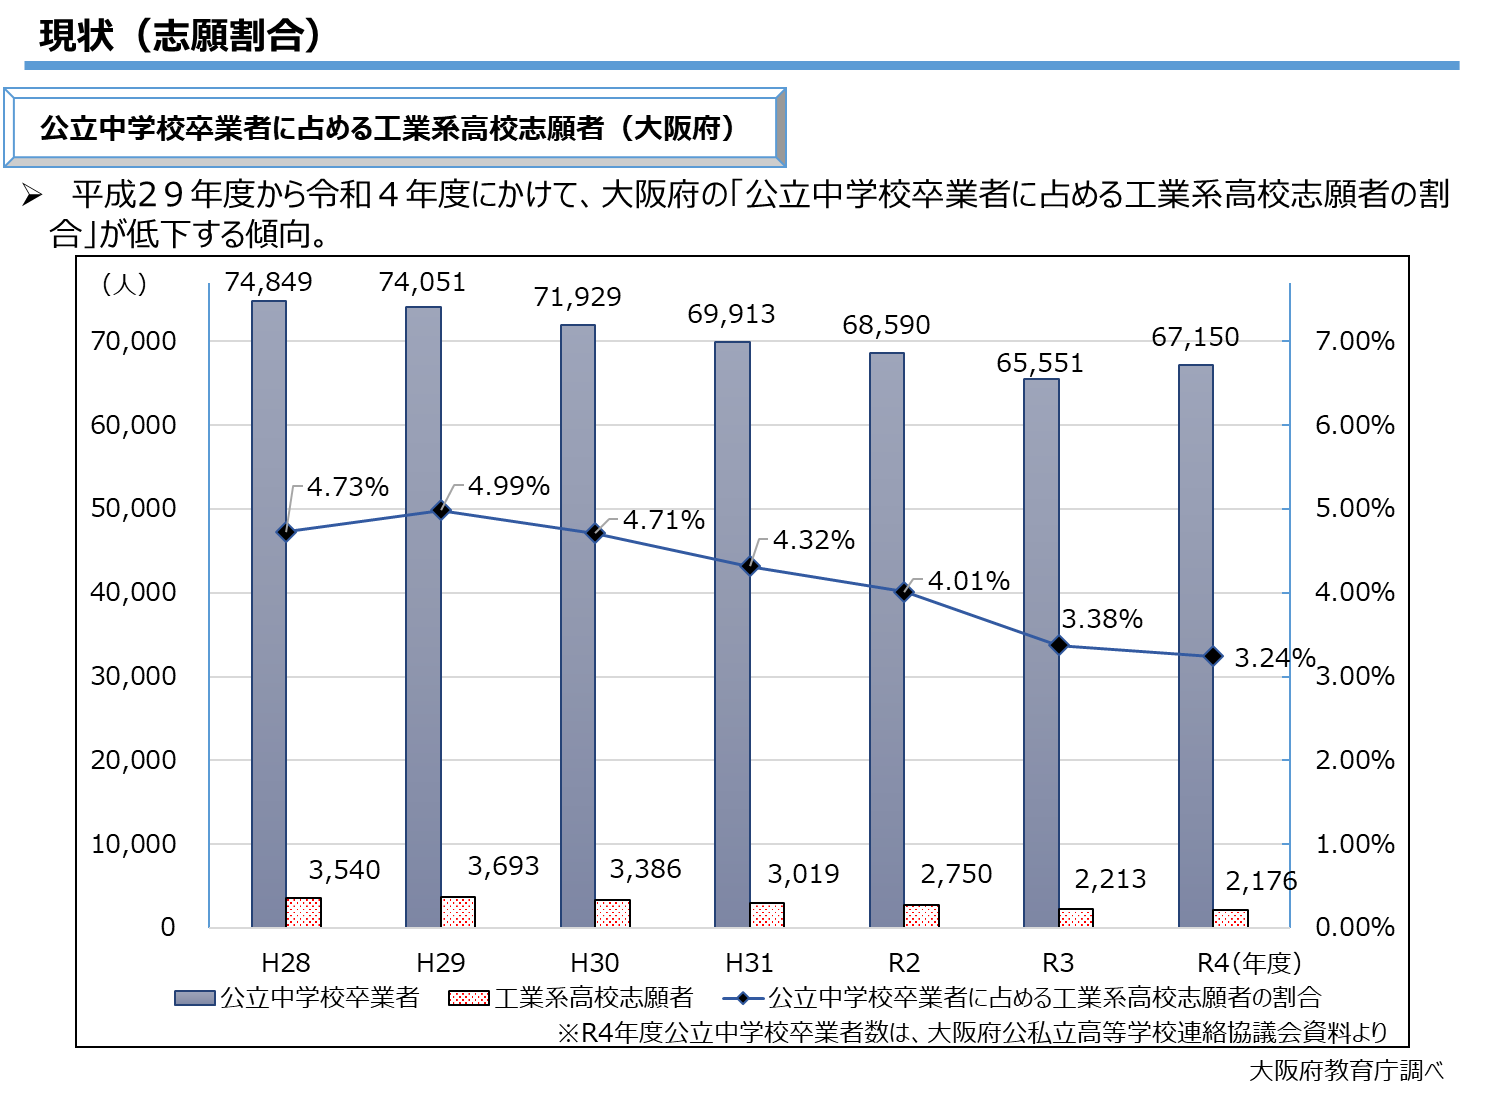 現状（志願割合）
公立中学校卒業者に占める工業系高校志願者（大阪府）
➢ 平成２９年度から令和４年度にかけて、大阪府の「公立中学校卒業者に占める工業系高校志願者の割
合」が低下する傾向。
（人）
74,849 74,051 71,929 69,913 68,590 65,551 67,150
70,000 7.00%
60,000 6.00%
4.73% 4.99% 4.71% 4.32% 4.01% 3.38% 3.24%
50,000 5.00%
40,000 4.00%
30,000 3.00%
20,000 2.00%
10,000 1.00%
3,540 3,693 3,386 3,019 2,750 2,213 2,176
0 0.00%
H28 H29 H30 H31 R2 R3 R4（年度）
公立中学校卒業者 工業系高校志願者 公立中学校卒業者に占める工業系高校志願者の割合
※R4年度公立中学校卒業者数は、大阪府公私立高等学校連絡協議会資料より
大阪府教育庁調べ